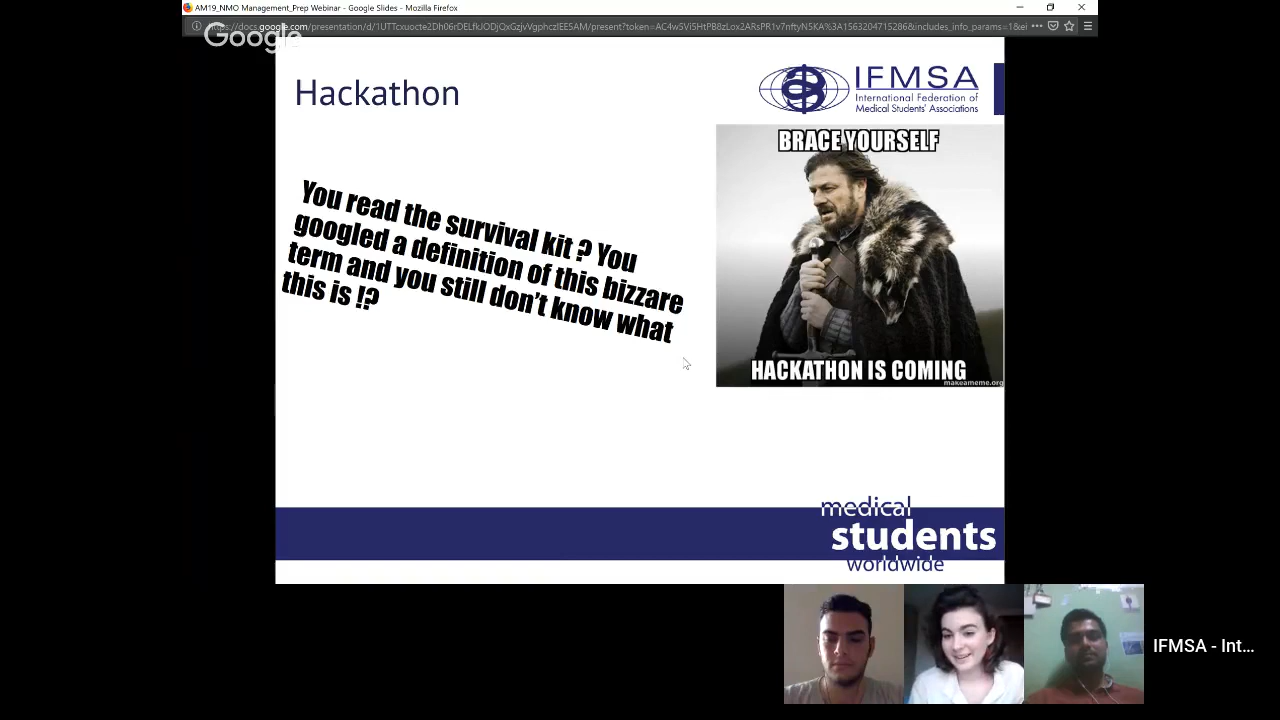 AM19_NMO Management_Prep Webinar - Google Slides - Mozilla Firefox
Google
Hackathon
IFMSA
International Federation of
Medical Students' Associations
BRACE YOURSELF
You read the survival kit ? You
googled a definition of this bizzare
term and you still don't know what
this is !?
HACKATHON IS COMING
makeameme.org
medical
students
worldwide
IFMSA - Int...